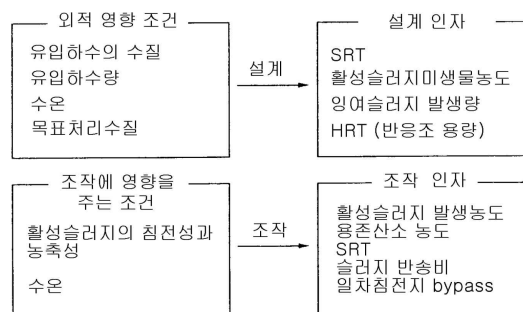 외적 영향 조건
유입하수의 수질
유입하수량
수온
목표처리수질
설계
설계 인자
SRT
활성슬러지미생물농도
잉여슬러지 발생량
HRT (반응조 용량)
조작에 영향을
주는 조건
활성슬러지의 침전성과
농축성
수온
조작
조작 인자
활성슬러지 발생농도
용존산소 농도
SRT
슬러지 반송비
일차침전지 bypass